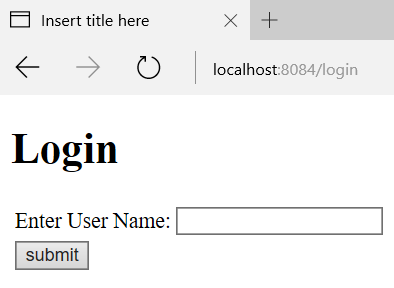 Insert title here
localhost:8084/login
Login
Enter User Name:
submit